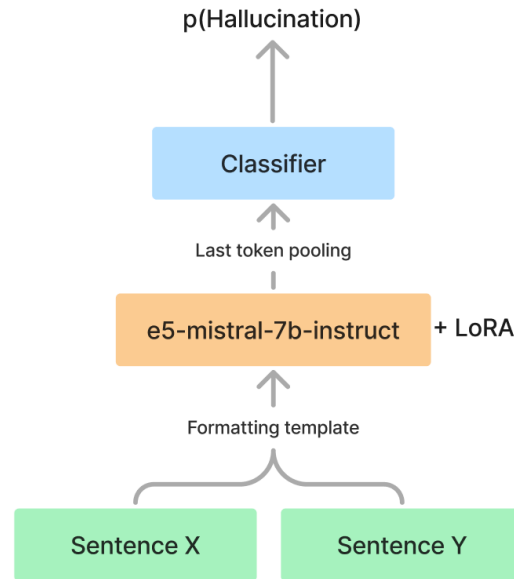 p(Hallucination)
Classifier
Last token pooling
e5-mistral-7b-instruct + LoRA
Formatting template
Sentence X Sentence Y